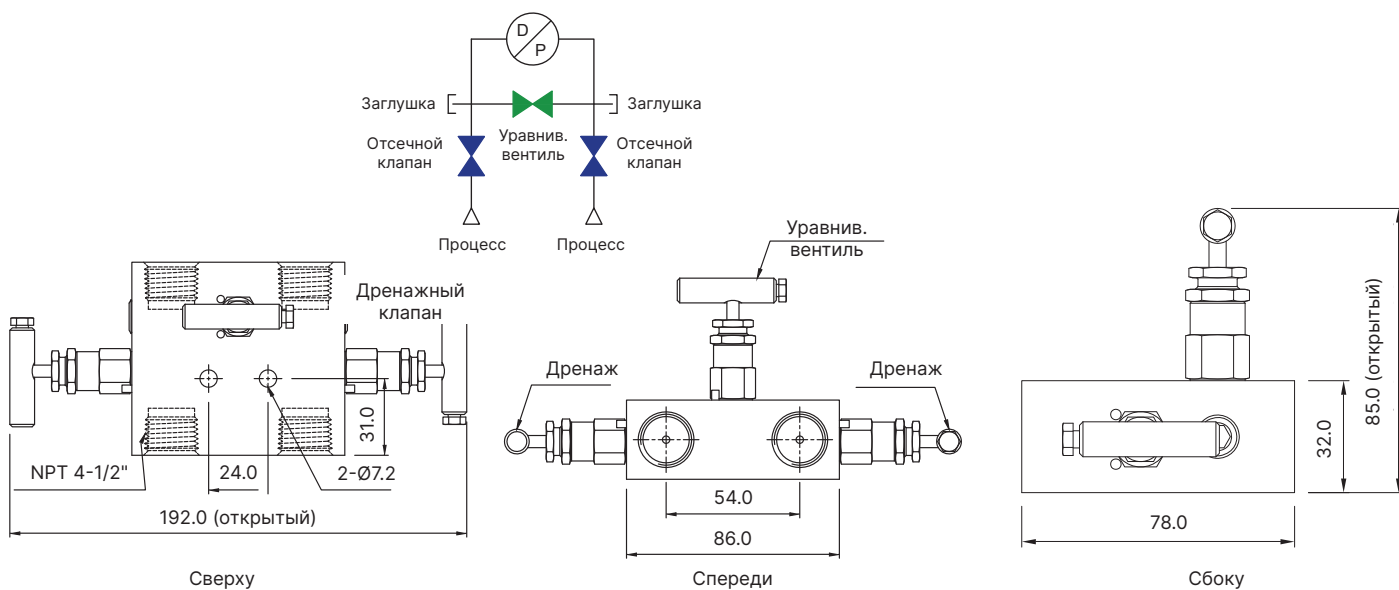 D
P
Заглушка
Заглушка
Отсечной
клапан
Уравнив.
вентиль
Отсечной
клапан
Процесс
Процесс
Дренажный
клапан
31.0
NPT 4-1/2"
24.0
2-Ø7.2
192.0 (открытый)
Сверху
Уравнив.
вентиль
Дренаж
Дренаж
54.0
86.0
Спереди
85.0 (открытый)
32.0
78.0
Сбоку